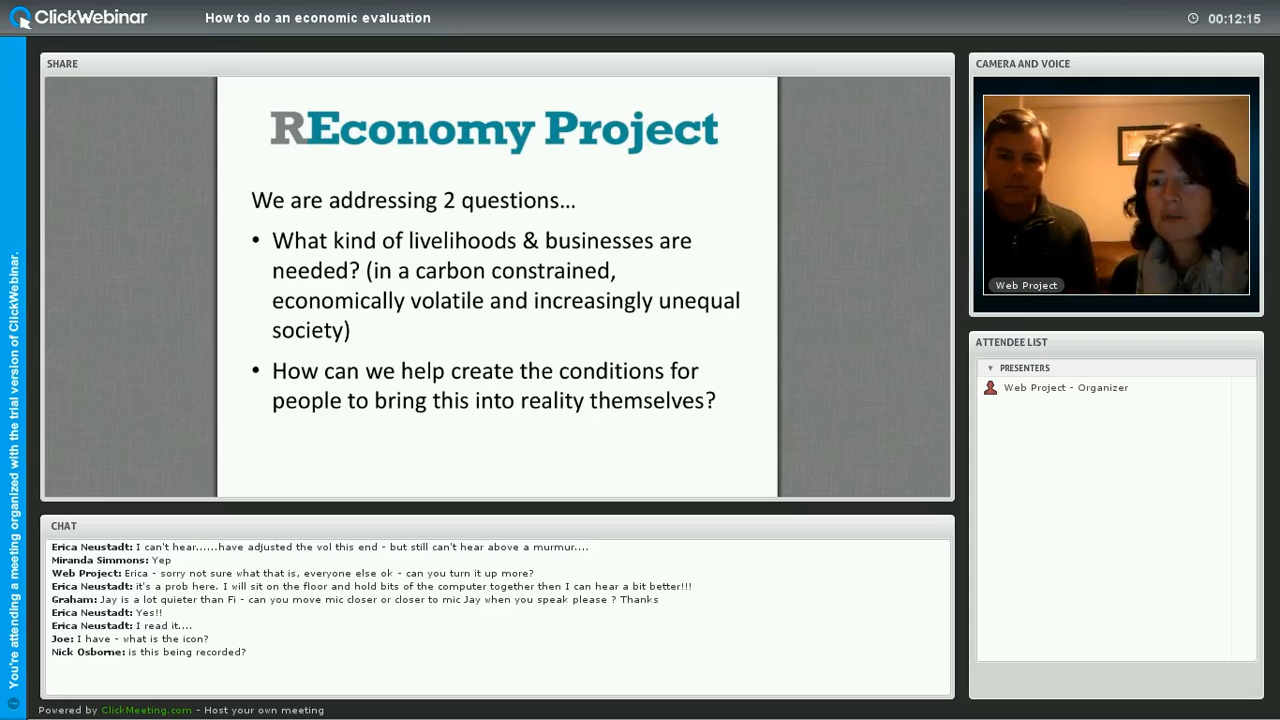 ClickWebinar
How to do an economic evaluation
00:12:15
You're attending a meeting organized with the trial version of ClickWebinar.
SHARE
REconomy Project
We are addressing 2 questions...
• What kind of livelihoods & businesses are
needed? (in a carbon constrained,
economically volatile and increasingly unequal
society)
• How can we help create the conditions for
people to bring this into reality themselves?
CAMERA AND VOICE
Web Project
ATTENDEE LIST
PRESENTERS
Web Project - Organizer
CHAT
Erica Neustadt: I can't hear......have adjusted the vol this end - but still can't hear above a murmur....
Miranda Simmons: Yep
Web Project: Erica - sorry not sure what that is, everyone else ok - can you turn it up more?
Erica Neustadt: it's a prob here. I will sit on the floor and hold bits of the computer together then I can hear a bit better!!!
Graham: Jay is a lot quieter than Fi - can you move mic closer or closer to mic Jay when you speak please ? Thanks
Erica Neustadt: Yes!!
Erica Neustadt: I read it....
Joe: I have - what is the icon?
Nick Osborne: is this being recorded?
Powered by ClickMeeting.com - Host your own meeting